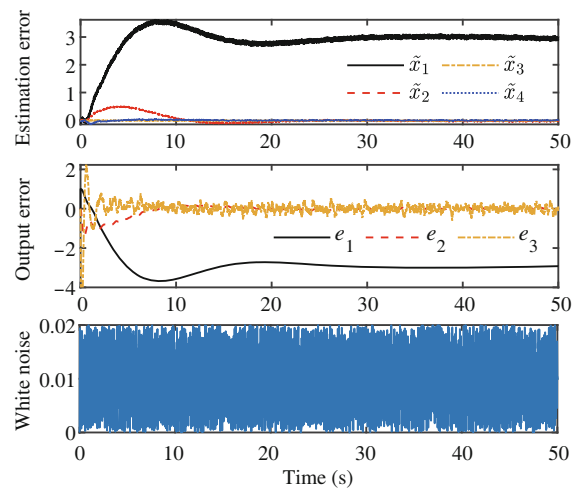 Estimation error
3
2
1
0
x̃₁ x̃₃
x̃₂ x̃₄
0 10 20 30 40 50
Output error
2
0
−2
−4
e₁ e₂ e₃
0 10 20 30 40 50
White noise
0.02
0.01
0
0 10 20 30 40 50
Time (s)